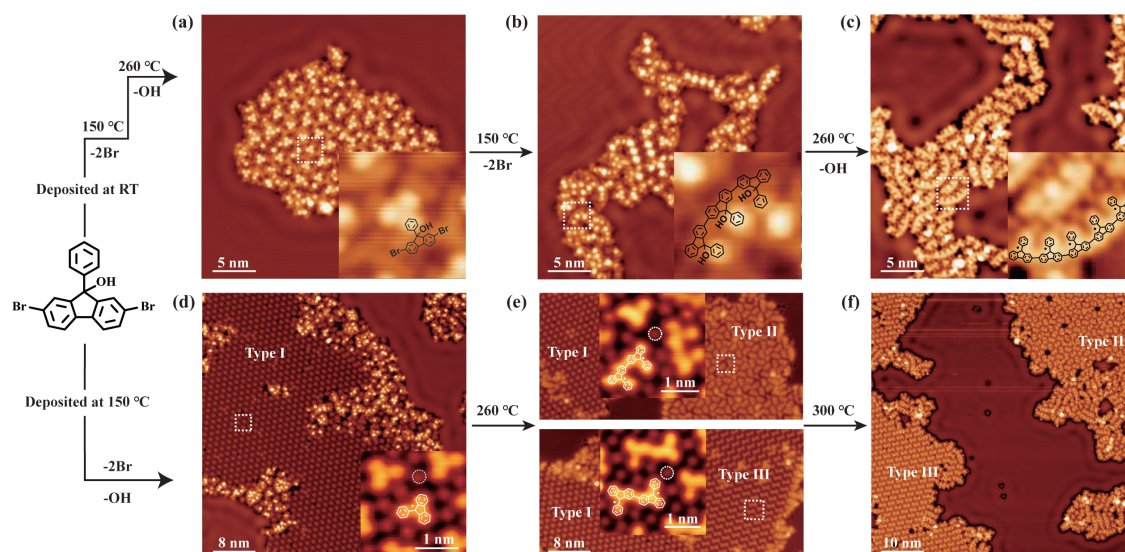 (a)
(b)
(c)
260 ℃
-OH
150 ℃
-2Br
Deposited at RT
OH
Br
Br
Deposited at 150 ℃
-2Br
-OH
OH
Br
Br
5 nm
150 ℃
-2Br
HO
HO
HO
5 nm
260 ℃
-OH
5 nm
(d)
Type I
8 nm
1 nm
260 ℃
(e)
Type I
Type II
1 nm
Type I
Type III
8 nm
1 nm
300 ℃
(f)
Type II
Type III
10 nm